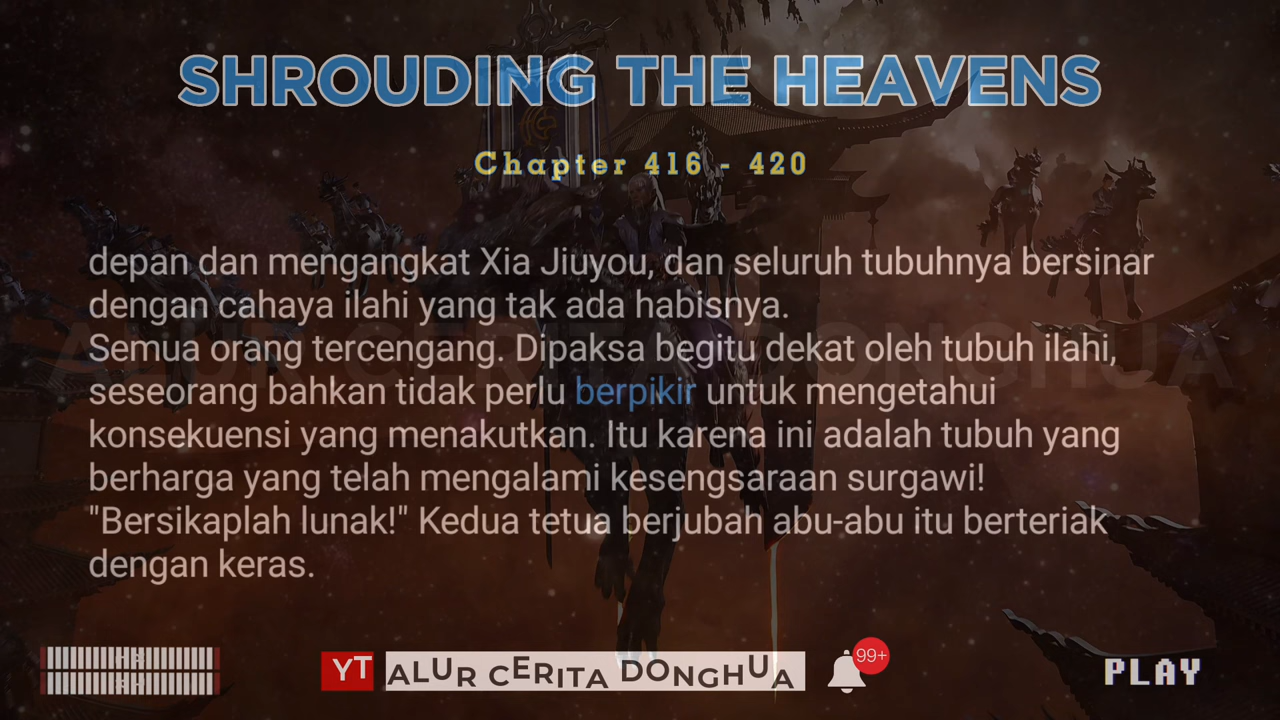 SHROUDING THE HEAVENS
Chapter 416 - 420
depan dan mengangkat Xia Jiuyou, dan seluruh tubuhnya bersinar
dengan cahaya ilahi yang tak ada habisnya.
Semua orang tercengang. Dipaksa begitu dekat oleh tubuh ilahi,
seseorang bahkan tidak perlu berpikir untuk mengetahui
konsekuensi yang menakutkan. Itu karena ini adalah tubuh yang
berharga yang telah mengalami kesengsaraan surgawi!
"Bersikaplah lunak!" Kedua tetua berjubah abu-abu itu berteriak
dengan keras.
YT ALUR CERITA DONGHUA
99+
PLAY